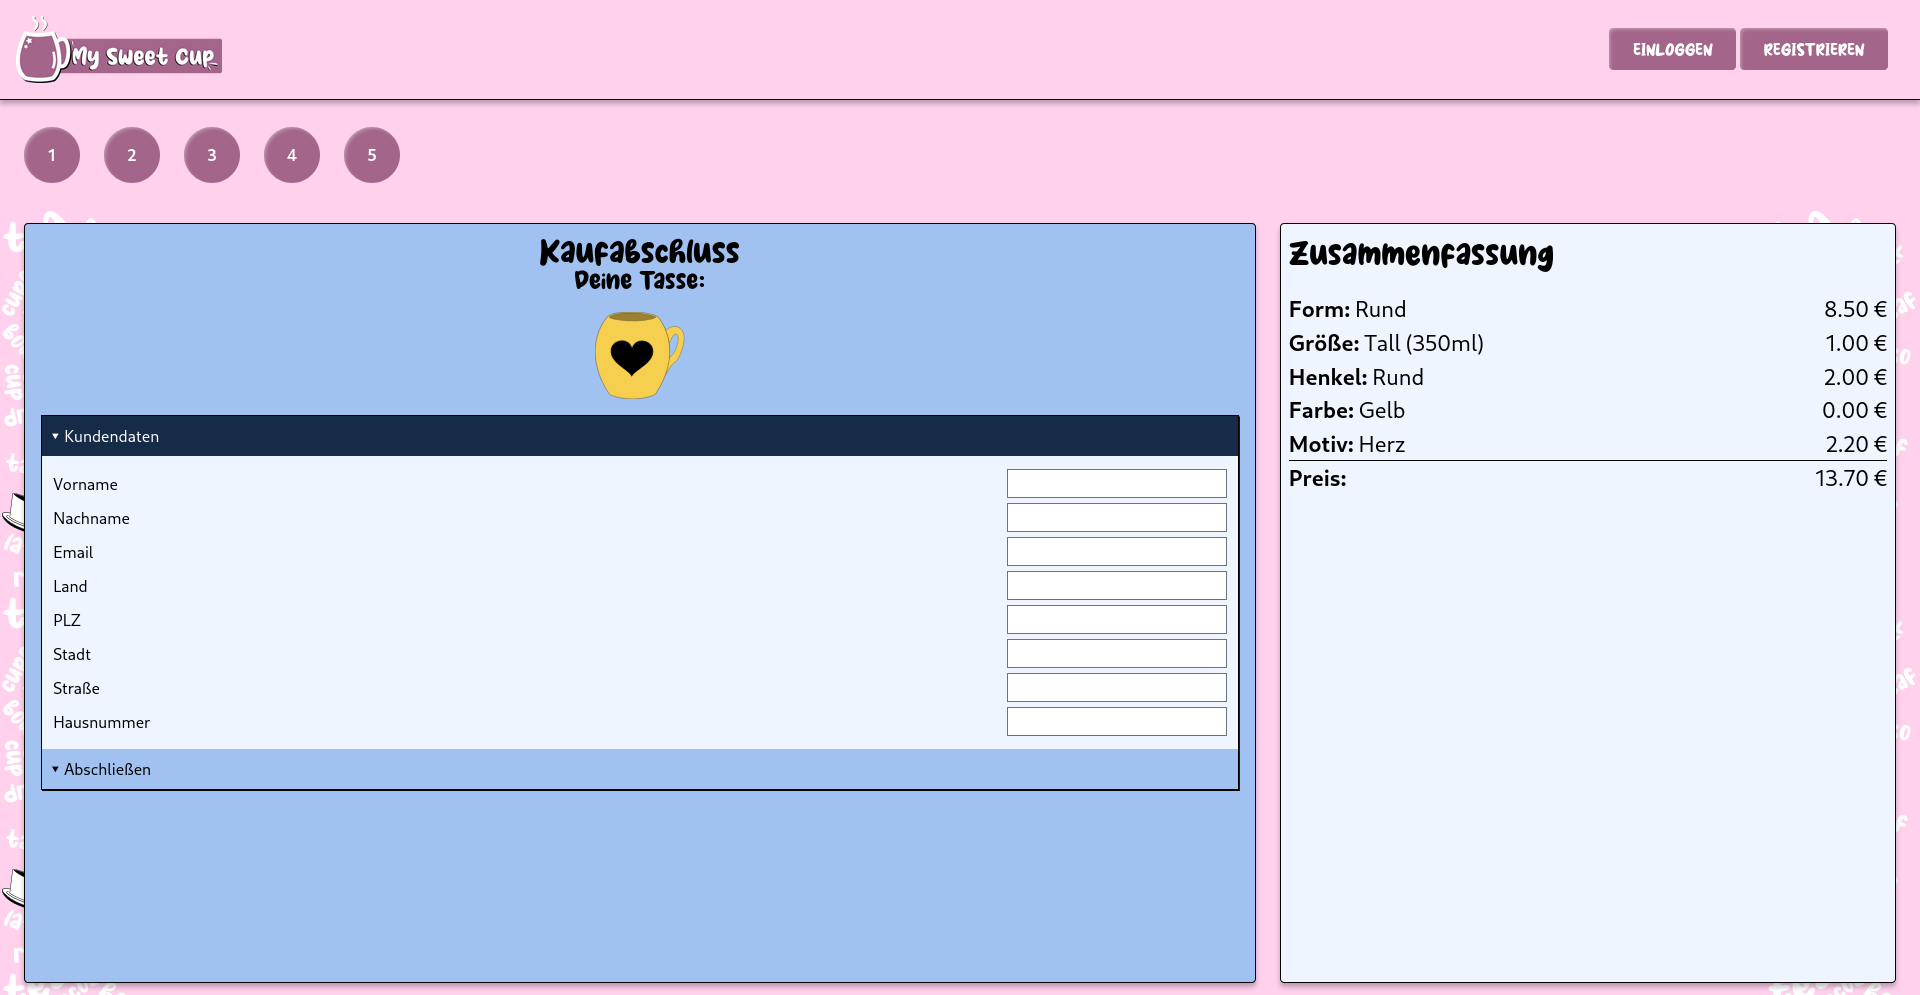 My Sweet Cup
EINLOGGEN
REGISTRIEREN
1
2
3
4
5
Kaufabschluss
Deine Tasse:
▾ Kundendaten
Vorname
Nachname
Email
Land
PLZ
Stadt
Straße
Hausnummer
▾ Abschließen
Zusammenfassung
Form: Rund 8.50 €
Größe: Tall (350ml) 1.00 €
Henkel: Rund 2.00 €
Farbe: Gelb 0.00 €
Motiv: Herz 2.20 €
Preis: 13.70 €